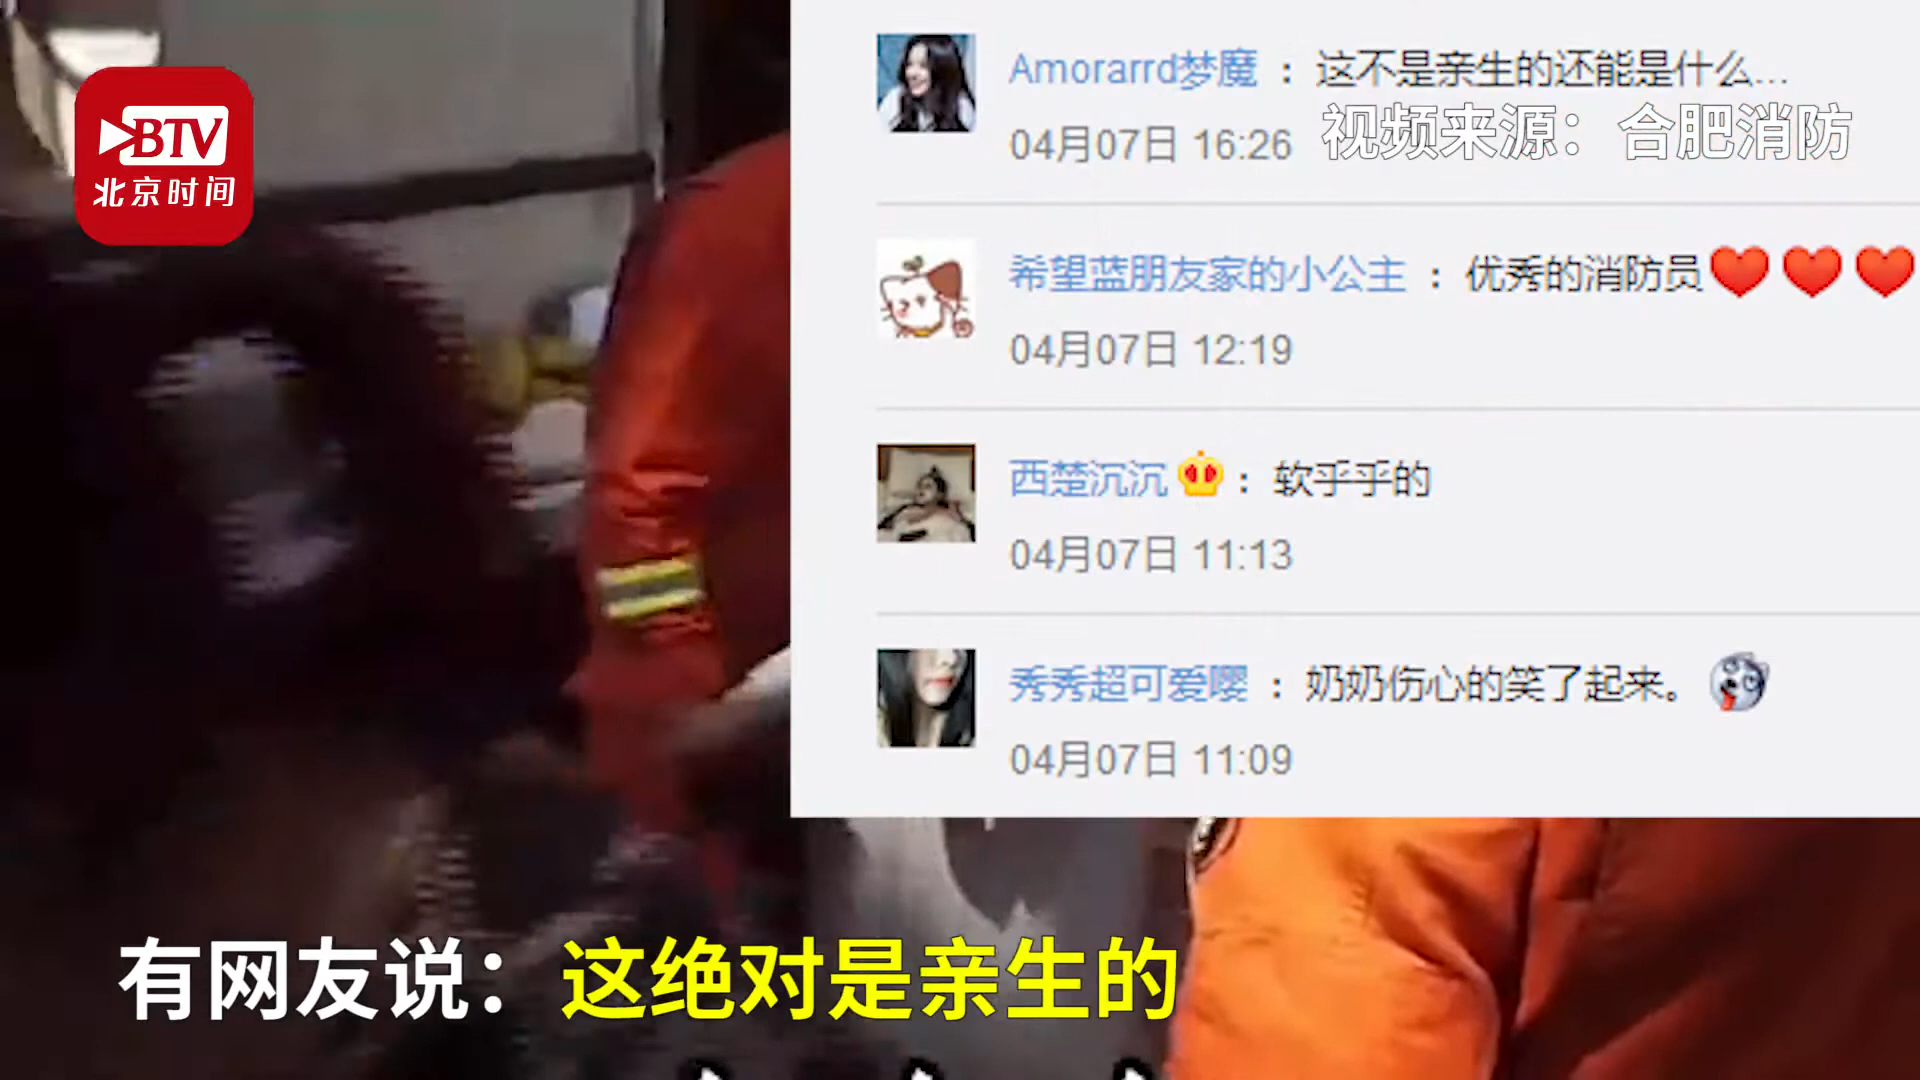 BTV
北京时间
Amorarrd梦魔 : 这不是亲生的还能是什么...
04月07日 16:26
视频来源：合肥消防
希望蓝朋友家的小公主 : 优秀的消防员❤❤❤
04月07日 12:19
西楚沉沉 : 软乎乎的
04月07日 11:13
秀秀超可爱嘤 : 奶奶伤心的笑了起来。
04月07日 11:09
有网友说：这绝对是亲生的